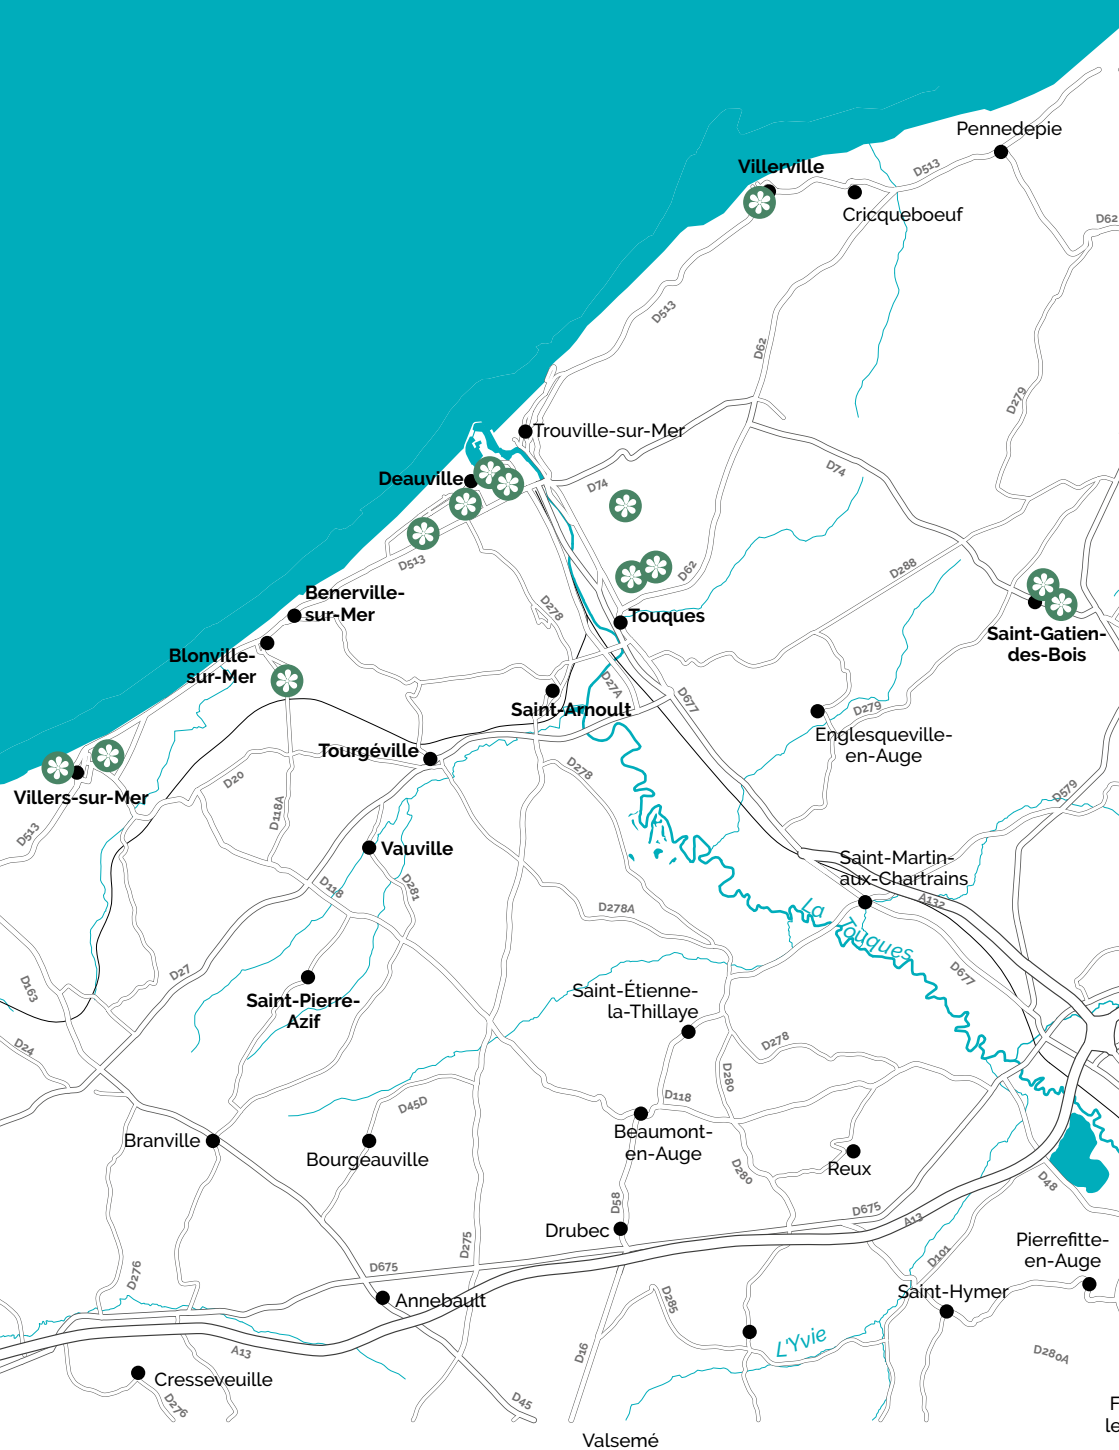 Pennedepie
Villerville
D513
Cricqueboeuf
D62
D513
D62
D279
Trouville-sur-Mer
Deauville
D74
D74
D513
D62
D288
Benerville-
sur-Mer
D278
Touques
Saint-Gatien-
des-Bois
Blonville-
sur-Mer
D27A
D677
Saint-Arnoult
D279
Englesqueville-
en-Auge
Tourgéville
D278
D20
Villers-sur-Mer
D118A
D579
D513
Vauville
Saint-Martin-
aux-Chartrains
D118
D281
A132
D278A
La
Touques
D27
D163
D677
Saint-Pierre-
Azif
Saint-Étienne-
la-Thillaye
D24
D278
D280
D45D
D118
Branville
Bourgeauville
Beaumont-
en-Auge
Reux
D280
D48
D58
D675
A13
Drubec
D275
D101
Pierrefitte-
en-Auge
D276
D675
Annebault
D285
Saint-Hymer
L'Yvie
D16
D280A
A13
Cresseveuille
D276
D45
F
le
Valsemé